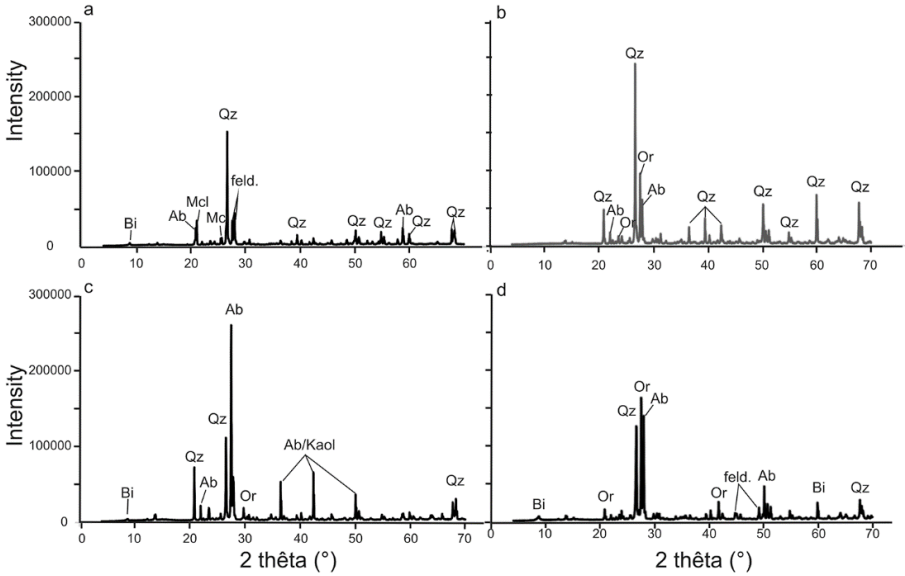 a
300000
200000
100000
0
Intensity
Bi
Ab
Mcl
Mc
Qz
feld.
Qz
Qz
Qz
Ab
Qz
Qz
0 10 20 30 40 50 60 70
b
Qz
Ab
Or
Qz
Or
Ab
Qz
Qz
Qz
Qz
Qz
0 10 20 30 40 50 60 70
c
300000
200000
100000
0
Intensity
Bi
Qz
Ab
Qz
Ab
Or
Ab/Kaol
Qz
0 10 20 30 40 50 60 70
2 thêta (°)
d
Bi
Or
Qz
Or
Ab
Or
feld.
Ab
Bi
Qz
0 10 20 30 40 50 60 70
2 thêta (°)